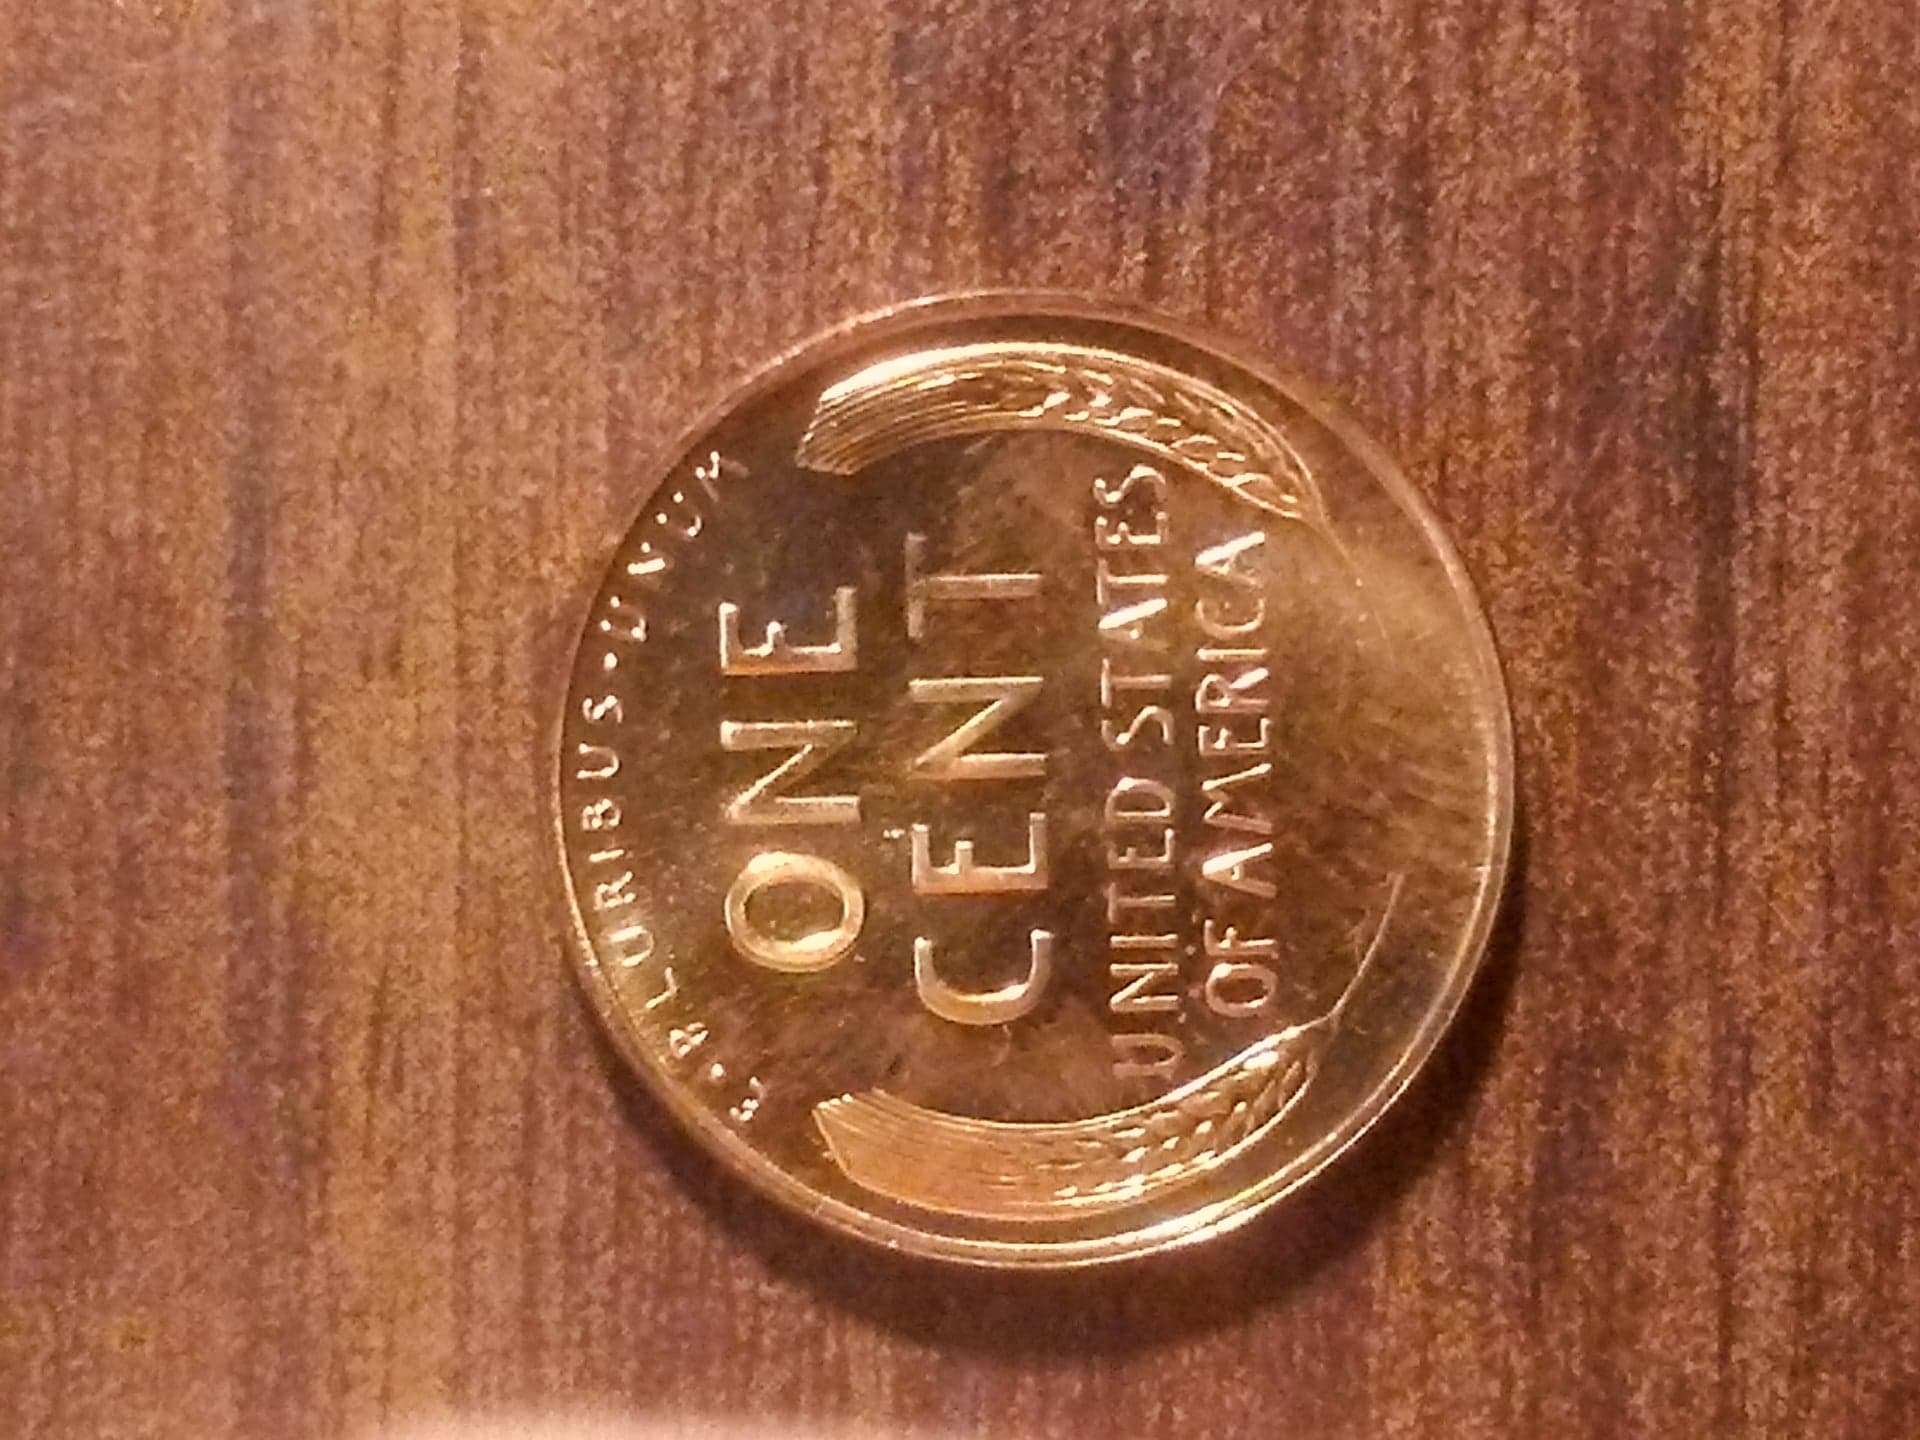 E·PLURIBUS·UNUM
ONE
CENT
UNITED STATES
OF AMERICA